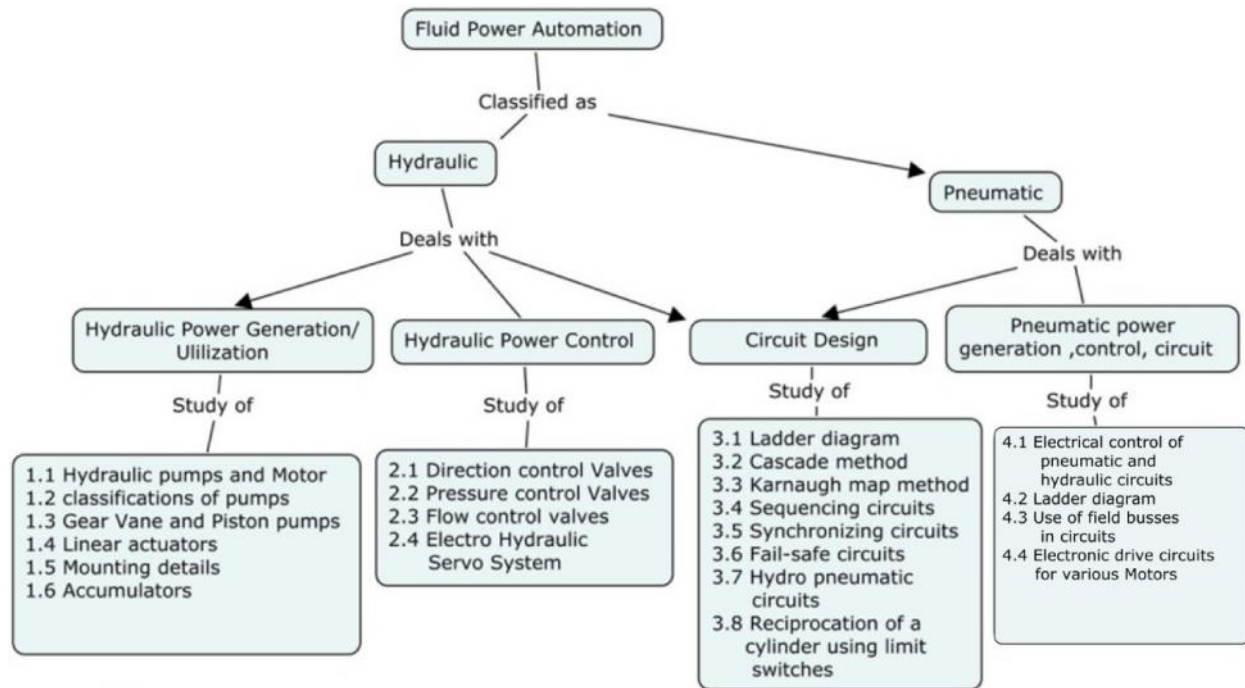 Fluid Power Automation
Classified as
Hydraulic
Pneumatic
Deals with
Deals with
Hydraulic Power Generation/
Ulilization
Hydraulic Power Control
Circuit Design
Pneumatic power
generation ,control, circuit
Study of
Study of
Study of
Study of
1.1 Hydraulic pumps and Motor
1.2 classifications of pumps
1.3 Gear Vane and Piston pumps
1.4 Linear actuators
1.5 Mounting details
1.6 Accumulators
2.1 Direction control Valves
2.2 Pressure control Valves
2.3 Flow control valves
2.4 Electro Hydraulic
Servo System
3.1 Ladder diagram
3.2 Cascade method
3.3 Karnaugh map method
3.4 Sequencing circuits
3.5 Synchronizing circuits
3.6 Fail-safe circuits
3.7 Hydro pneumatic
circuits
3.8 Reciprocation of a
cylinder using limit
switches
4.1 Electrical control of
pneumatic and
hydraulic circuits
4.2 Ladder diagram
4.3 Use of field busses
in circuits
4.4 Electronic drive circuits
for various Motors